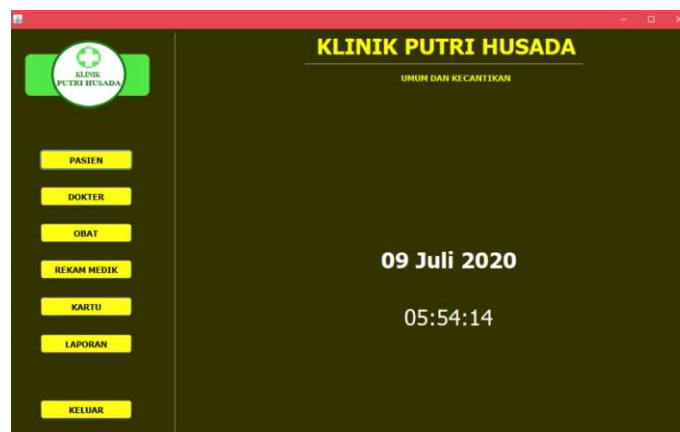 KLINIK
PUTRI HUSADA
PASIEN
DOKTER
OBAT
REKAM MEDIK
KARTU
LAPORAN
KELUAR
KLINIK PUTRI HUSADA
UMUM DAN KECANTIKAN
09 Juli 2020
05:54:14